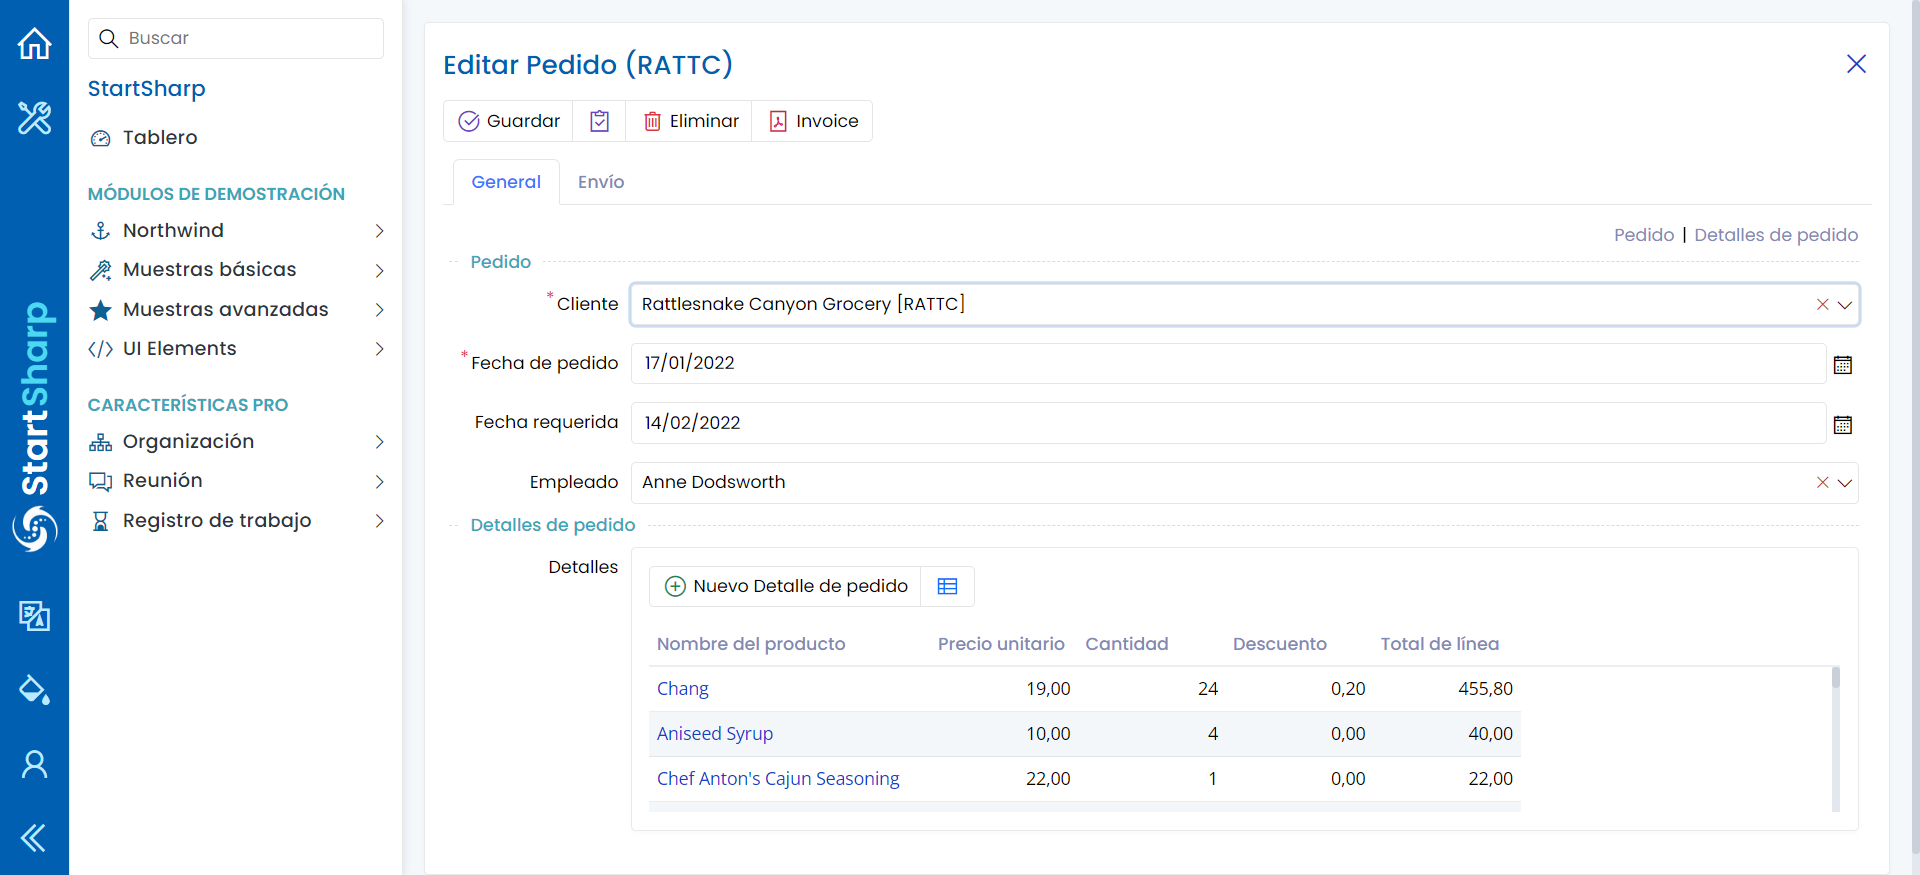 Buscar
StartSharp
Tablero
MÓDULOS DE DEMOSTRACIÓN
Northwind
Muestras básicas
Muestras avanzadas
UI Elements
CARACTERÍSTICAS PRO
Organización
Reunión
Registro de trabajo
StartSharp
Editar Pedido (RATTC)
Guardar
Eliminar
Invoice
General
Envío
Pedido | Detalles de pedido
Pedido
* Cliente
Rattlesnake Canyon Grocery [RATTC]
* Fecha de pedido
17/01/2022
Fecha requerida
14/02/2022
Empleado
Anne Dodsworth
Detalles de pedido
Detalles
Nuevo Detalle de pedido
Nombre del producto Precio unitario Cantidad Descuento Total de línea
Chang 19,00 24 0,20 455,80
Aniseed Syrup 10,00 4 0,00 40,00
Chef Anton's Cajun Seasoning 22,00 1 0,00 22,00